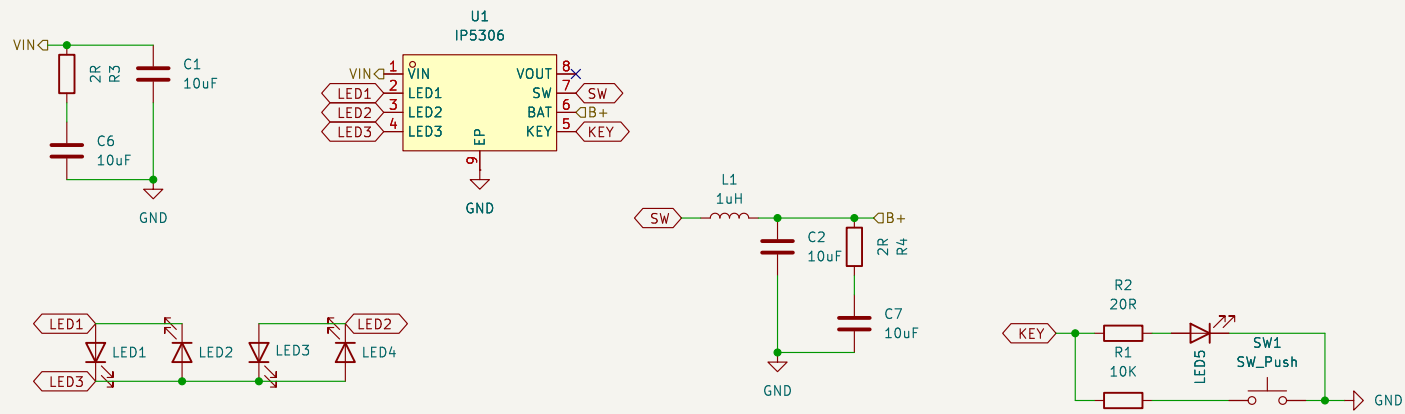 VIN
2R
R3
C1
10uF
C6
10uF
GND
U1
IP5306
VIN
LED1
LED2
LED3
1
2
3
4
VIN
LED1
LED2
LED3
EP
9
VOUT
SW
BAT
KEY
8
7
6
5
SW
B+
KEY
GND
SW
L1
1uH
B+
C2
10uF
2R
R4
C7
10uF
GND
LED1
LED2
LED3
LED1
LED2
LED3
LED4
KEY
R2
20R
R1
10K
LED5
SW1
SW_Push
GND